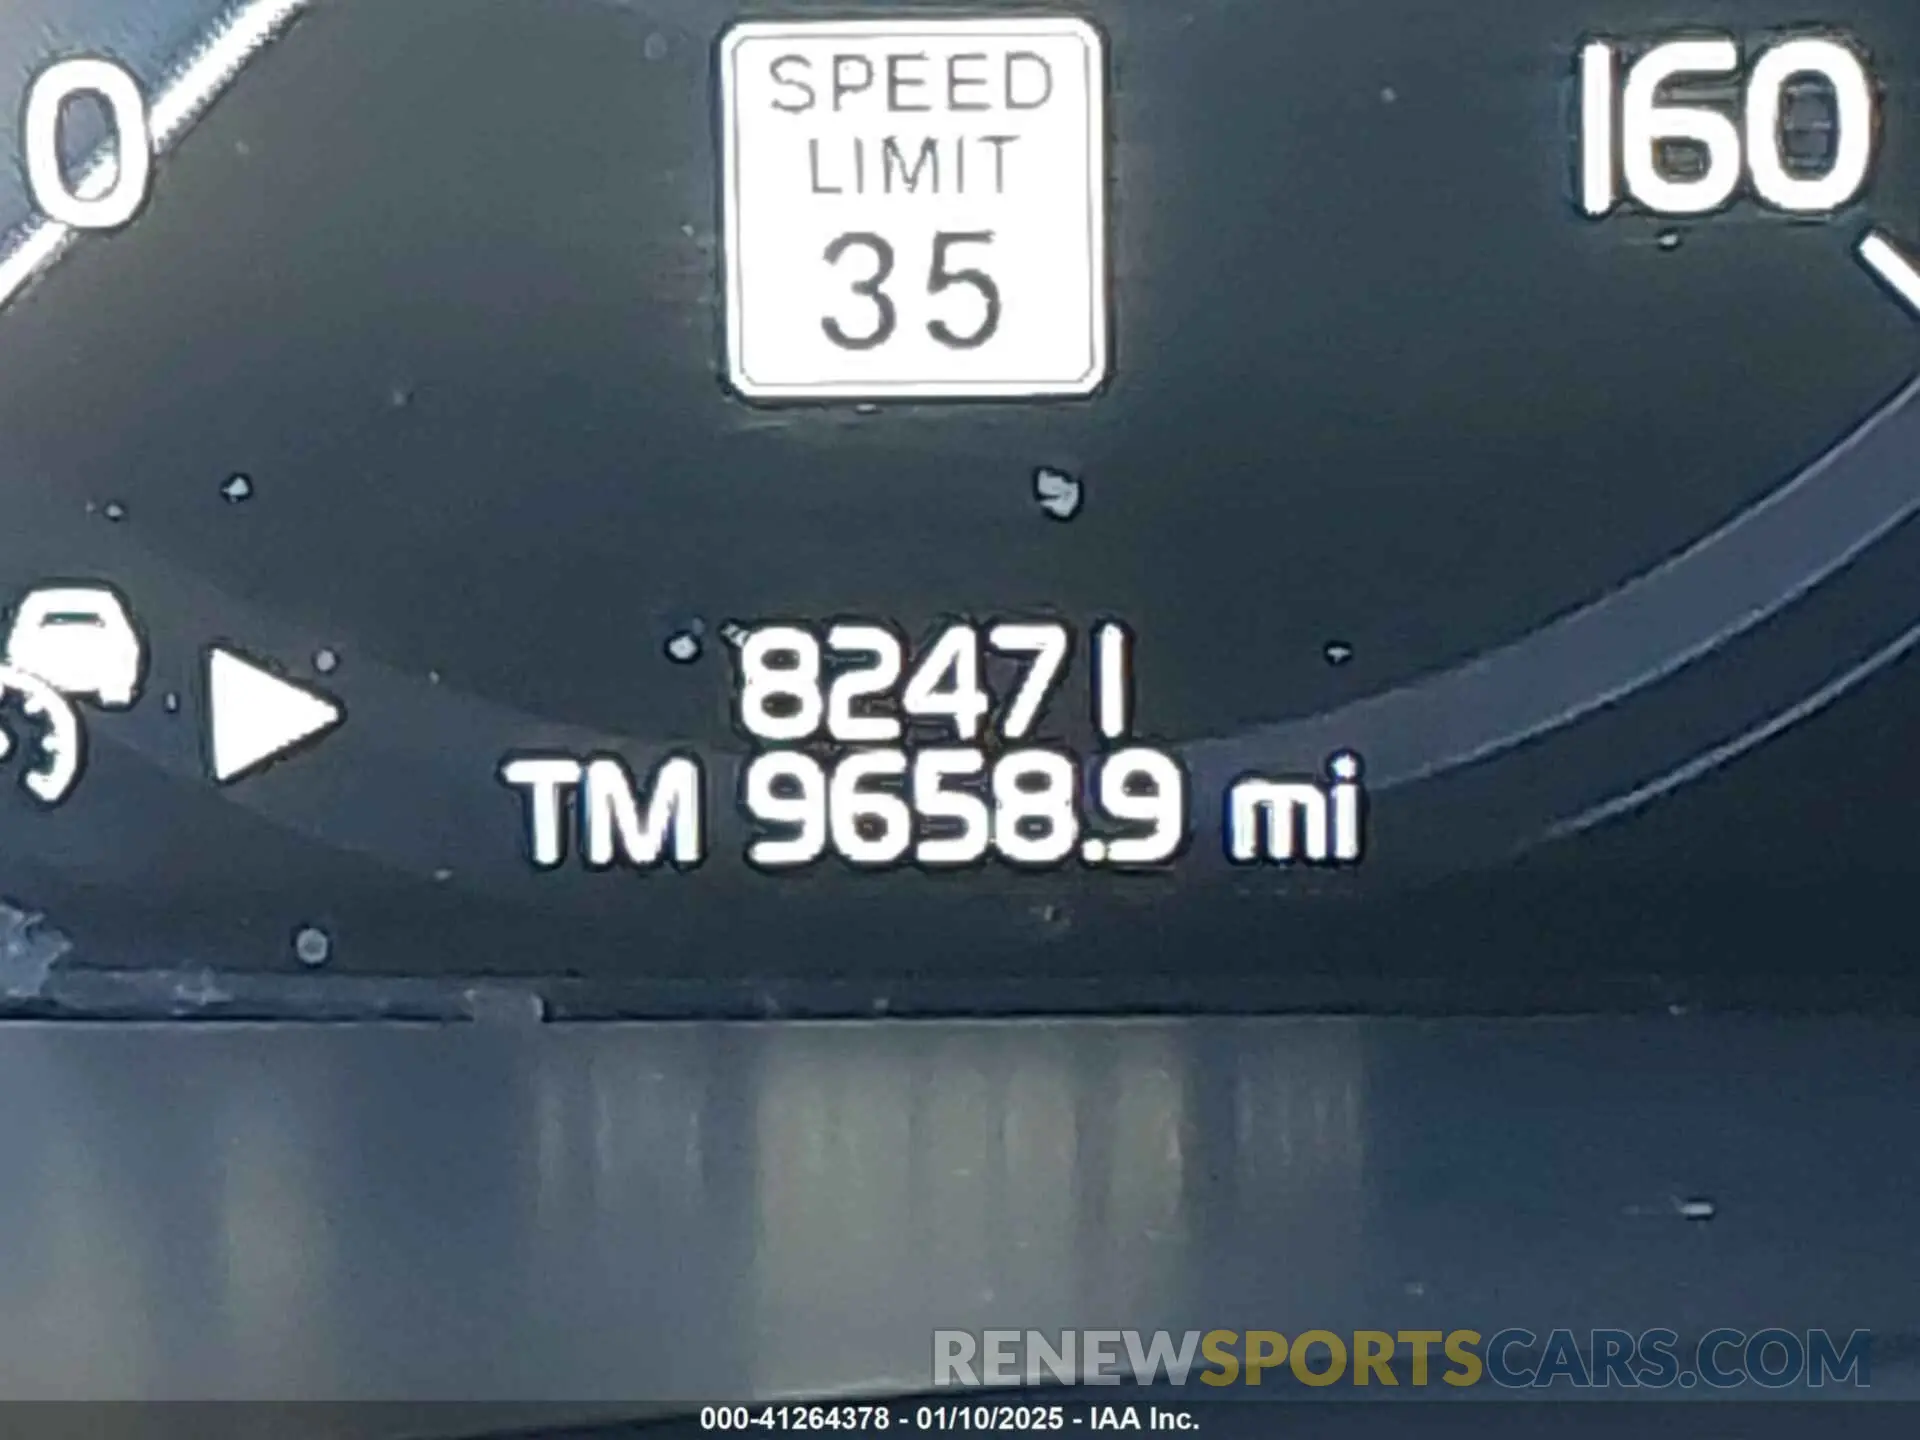 0
160
SPEED
LIMIT
35
82471
TM 9658.9 mi
RENEWSPORTSCARS.COM
000-41264378 - 01/10/2025 - IAA Inc.